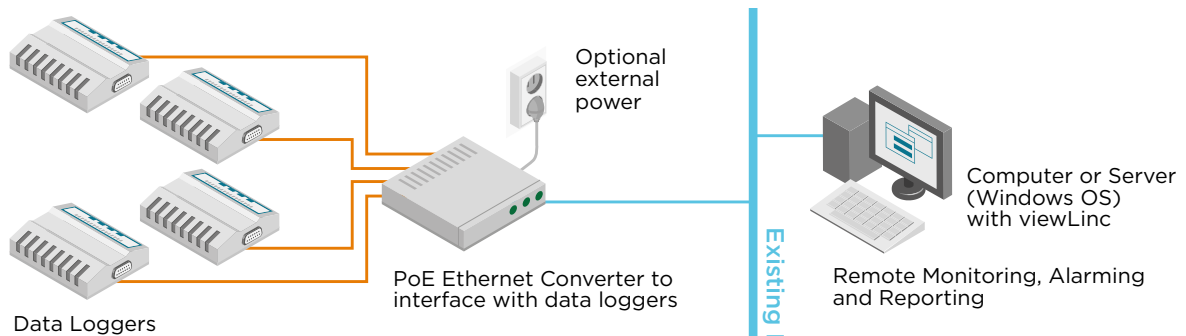 Optional
external
power
Computer or Server
(Windows OS)
with viewLinc
Existing
PoE Ethernet Converter to
interface with data loggers
Remote Monitoring, Alarming
and Reporting
Data Loggers